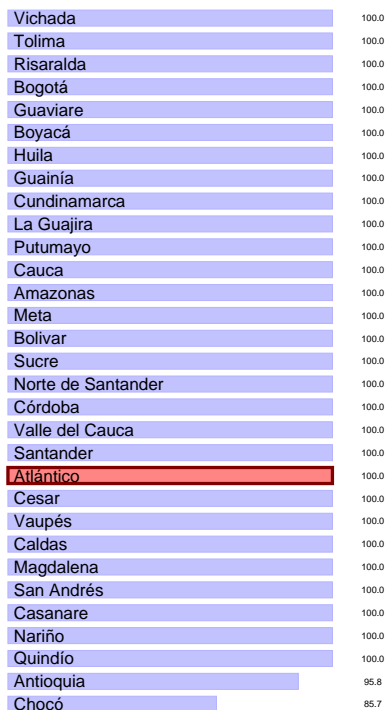 Vichada 100.0
Tolima 100.0
Risaralda 100.0
Bogotá 100.0
Guaviare 100.0
Boyacá 100.0
Huila 100.0
Guainía 100.0
Cundinamarca 100.0
La Guajira 100.0
Putumayo 100.0
Cauca 100.0
Amazonas 100.0
Meta 100.0
Bolivar 100.0
Sucre 100.0
Norte de Santander 100.0
Córdoba 100.0
Valle del Cauca 100.0
Santander 100.0
Atlántico 100.0
Cesar 100.0
Vaupés 100.0
Caldas 100.0
Magdalena 100.0
San Andrés 100.0
Casanare 100.0
Nariño 100.0
Quindío 100.0
Antioquia 95.8
Chocó 85.7